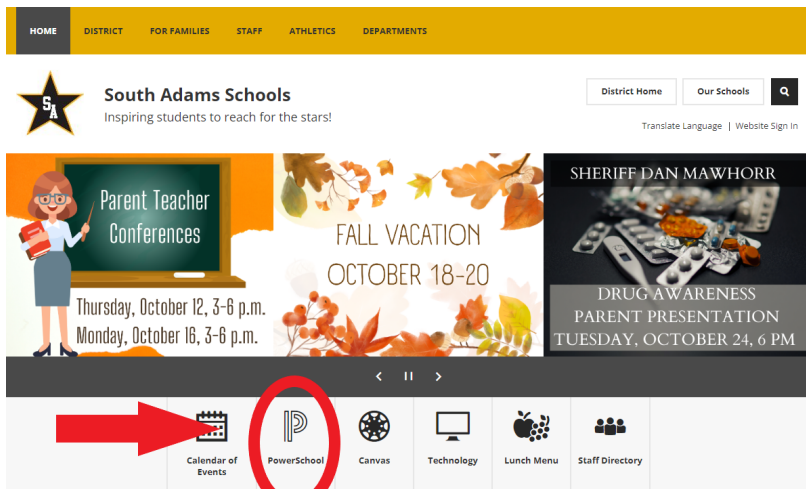 HOME DISTRICT FOR FAMILIES STAFF ATHLETICS DEPARTMENTS
SA
South Adams Schools
Inspiring students to reach for the stars!
District Home Our Schools
Translate Language | Website Sign In
Parent Teacher
Conferences
Thursday, October 12, 3-6 p.m.
Monday, October 16, 3-6 p.m.
FALL VACATION
OCTOBER 18-20
SHERIFF DAN MAWHORR
DRUG AWARENESS
PARENT PRESENTATION
TUESDAY, OCTOBER 24, 6 PM
Calendar of
Events
PowerSchool
Canvas
Technology
Lunch Menu
Staff Directory